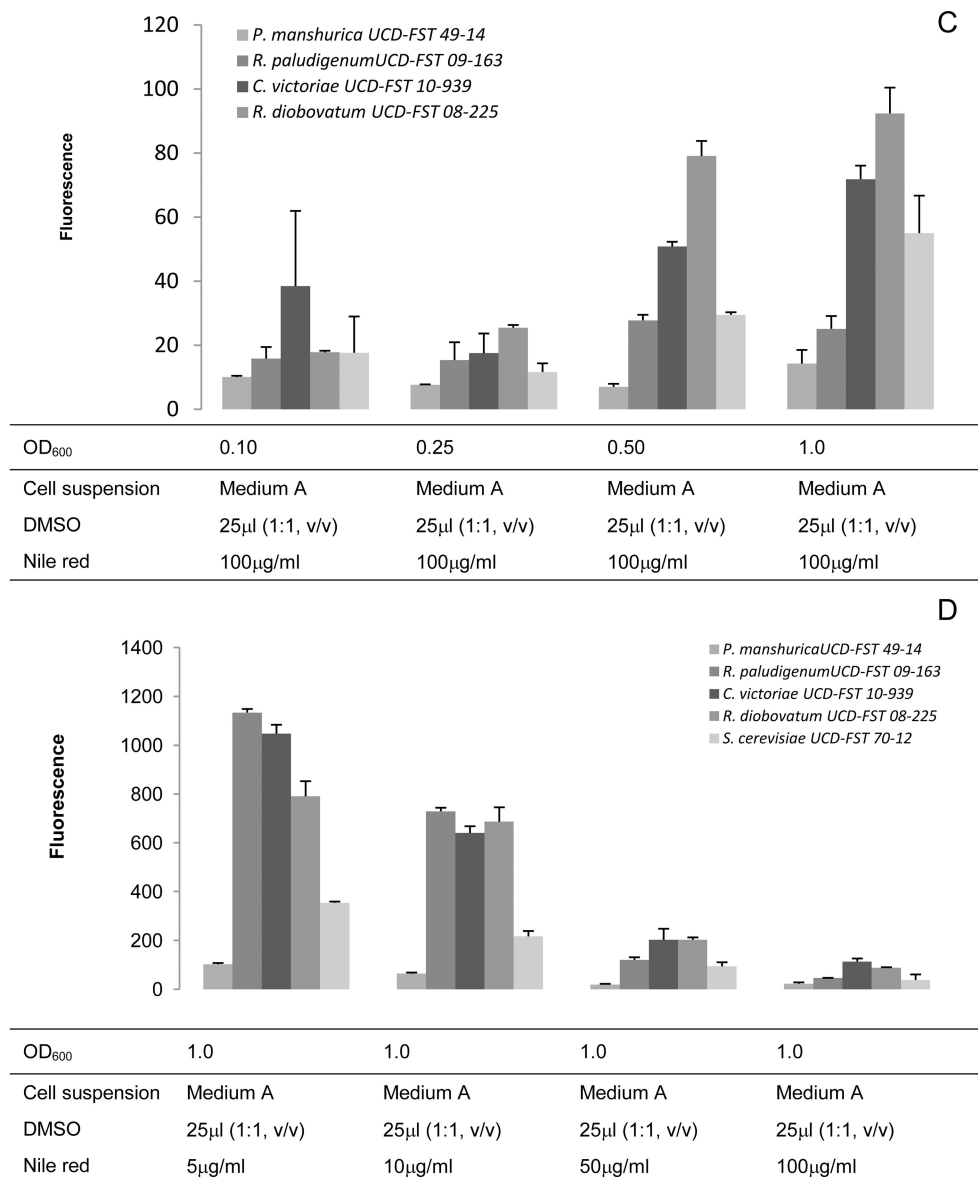 C
120
100
80
60
40
20
0
Fluorescence
P. manshurica UCD-FST 49-14
R. paludigenumUCD-FST 09-163
C. victoriae UCD-FST 10-939
R. diobovatum UCD-FST 08-225
OD600 0.10 0.25 0.50 1.0
Cell suspension Medium A Medium A Medium A Medium A
DMSO 25μl (1:1, v/v) 25μl (1:1, v/v) 25μl (1:1, v/v) 25μl (1:1, v/v)
Nile red 100μg/ml 100μg/ml 100μg/ml 100μg/ml
D
1400
1200
1000
800
600
400
200
0
Fluorescence
P. manshuricaUCD-FST 49-14
R. paludigenumUCD-FST 09-163
C. victoriae UCD-FST 10-939
R. diobovatum UCD-FST 08-225
S. cerevisiae UCD-FST 70-12
OD600 1.0 1.0 1.0 1.0
Cell suspension Medium A Medium A Medium A Medium A
DMSO 25μl (1:1, v/v) 25μl (1:1, v/v) 25μl (1:1, v/v) 25μl (1:1, v/v)
Nile red 5μg/ml 10μg/ml 50μg/ml 100μg/ml